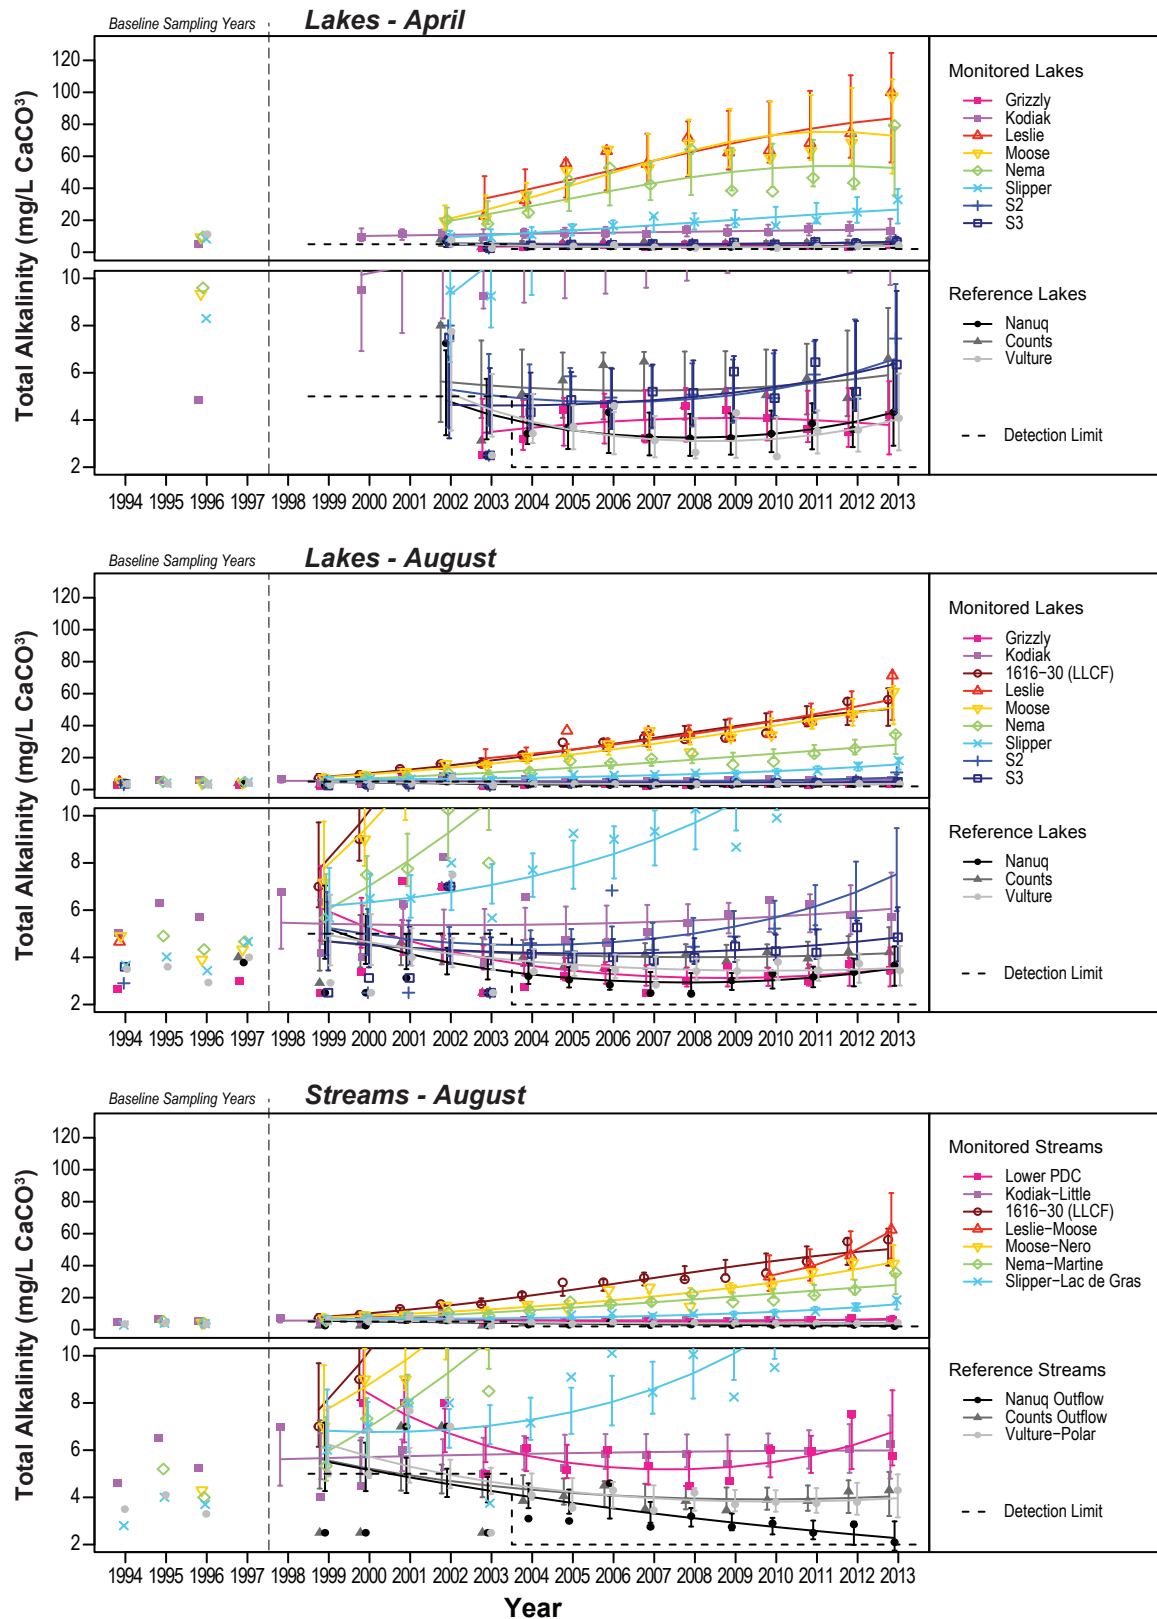 Baseline Sampling Years
Lakes - April
Total Alkalinity (mg/L CaCO³)
120
100
80
60
40
20
0
10
8
6
4
2
1994 1995 1996 1997 1998 1999 2000 2001 2002 2003 2004 2005 2006 2007 2008 2009 2010 2011 2012 2013
Monitored Lakes
Grizzly
Kodiak
Leslie
Moose
Nema
Slipper
S2
S3
Reference Lakes
Nanuq
Counts
Vulture
Detection Limit
Baseline Sampling Years
Lakes - August
Total Alkalinity (mg/L CaCO³)
120
100
80
60
40
20
0
10
8
6
4
2
1994 1995 1996 1997 1998 1999 2000 2001 2002 2003 2004 2005 2006 2007 2008 2009 2010 2011 2012 2013
Monitored Lakes
Grizzly
Kodiak
1616−30 (LLCF)
Leslie
Moose
Nema
Slipper
S2
S3
Reference Lakes
Nanuq
Counts
Vulture
Detection Limit
Baseline Sampling Years
Streams - August
Total Alkalinity (mg/L CaCO³)
120
100
80
60
40
20
0
10
8
6
4
2
1994 1995 1996 1997 1998 1999 2000 2001 2002 2003 2004 2005 2006 2007 2008 2009 2010 2011 2012 2013
Year
Monitored Streams
Lower PDC
Kodiak−Little
1616−30 (LLCF)
Leslie−Moose
Moose−Nero
Nema−Martine
Slipper−Lac de Gras
Reference Streams
Nanuq Outflow
Counts Outflow
Vulture−Polar
Detection Limit